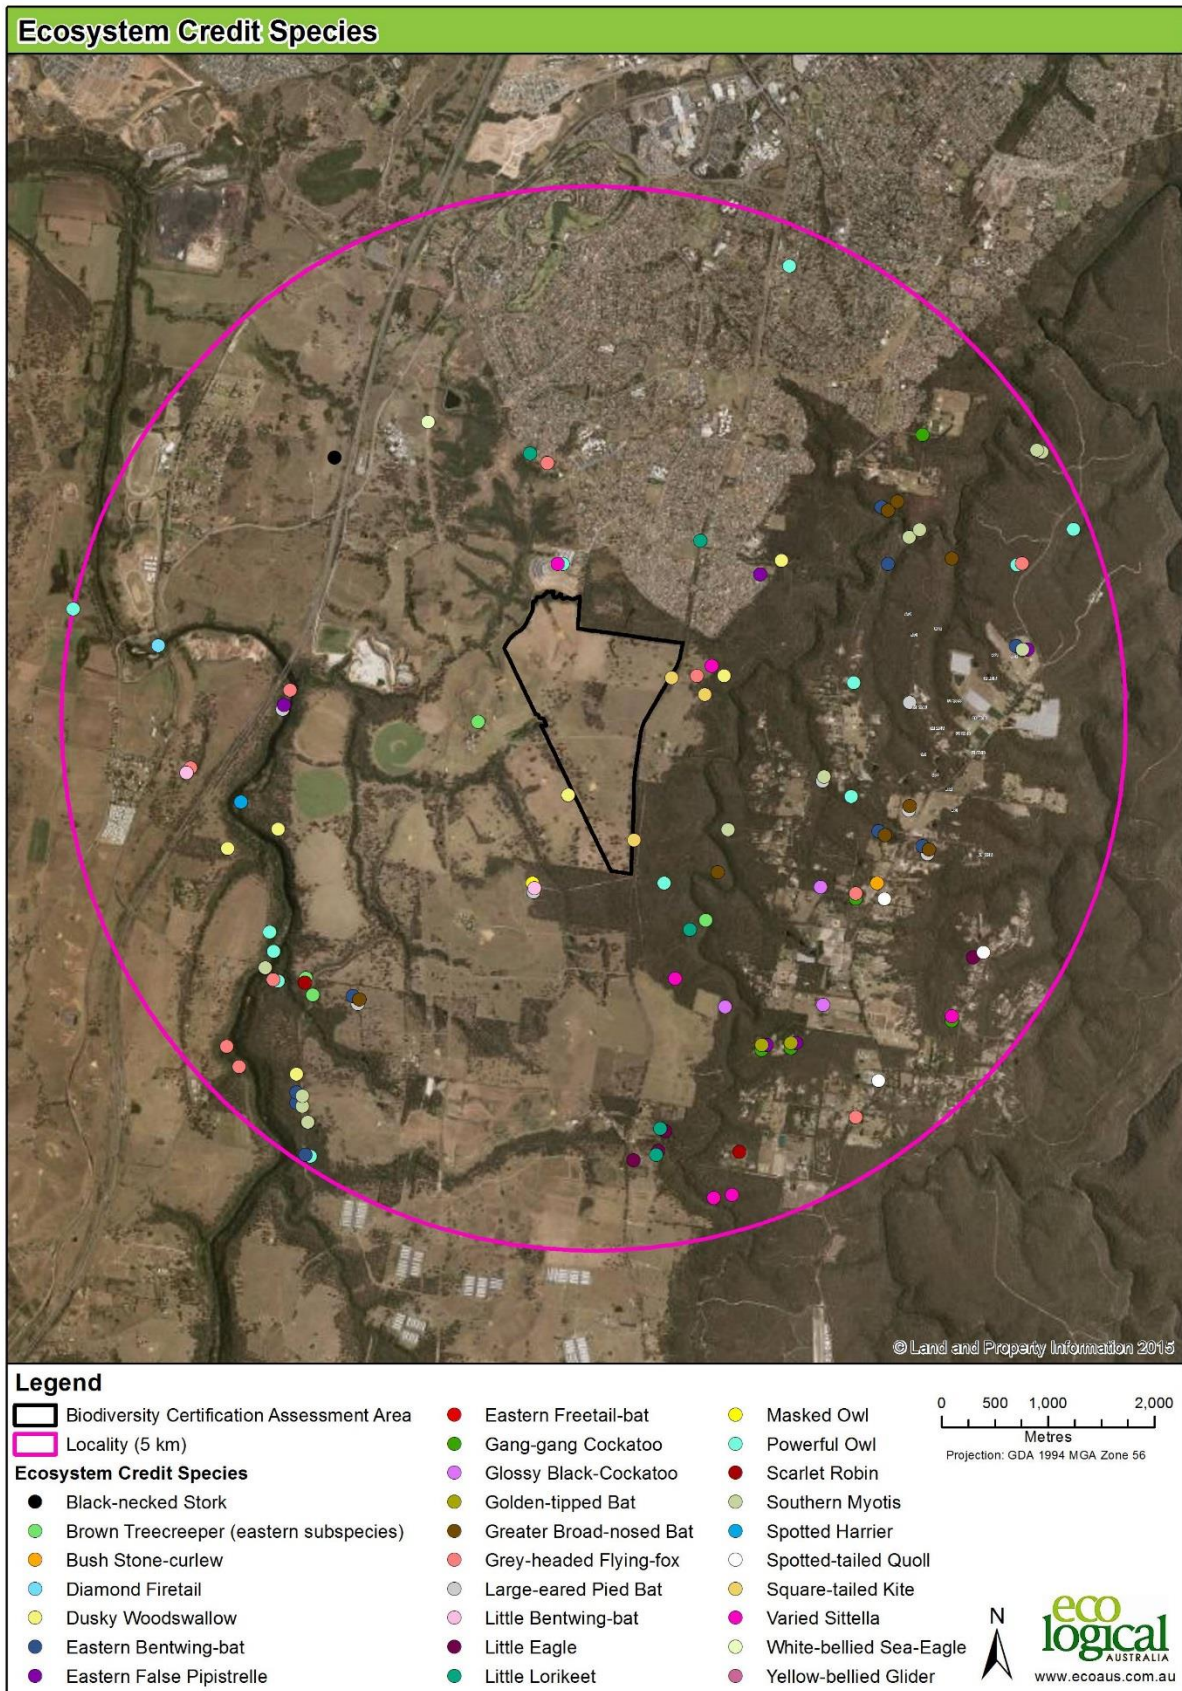 Ecosystem Credit Species
© Land and Property Information 2015
Legend
Biodiversity Certification Assessment Area
Locality (5 km)
Ecosystem Credit Species
Black-necked Stork
Brown Treecreeper (eastern subspecies)
Bush Stone-curlew
Diamond Firetail
Dusky Woodswallow
Eastern Bentwing-bat
Eastern False Pipistrelle
Eastern Freetail-bat
Gang-gang Cockatoo
Glossy Black-Cockatoo
Golden-tipped Bat
Greater Broad-nosed Bat
Grey-headed Flying-fox
Large-eared Pied Bat
Little Bentwing-bat
Little Eagle
Little Lorikeet
Masked Owl
Powerful Owl
Scarlet Robin
Southern Myotis
Spotted Harrier
Spotted-tailed Quoll
Square-tailed Kite
Varied Sittella
White-bellied Sea-Eagle
Yellow-bellied Glider
0 500 1,000 2,000
Metres
Projection: GDA 1994 MGA Zone 56
N
eco
logical
AUSTRALIA
www.ecoaus.com.au